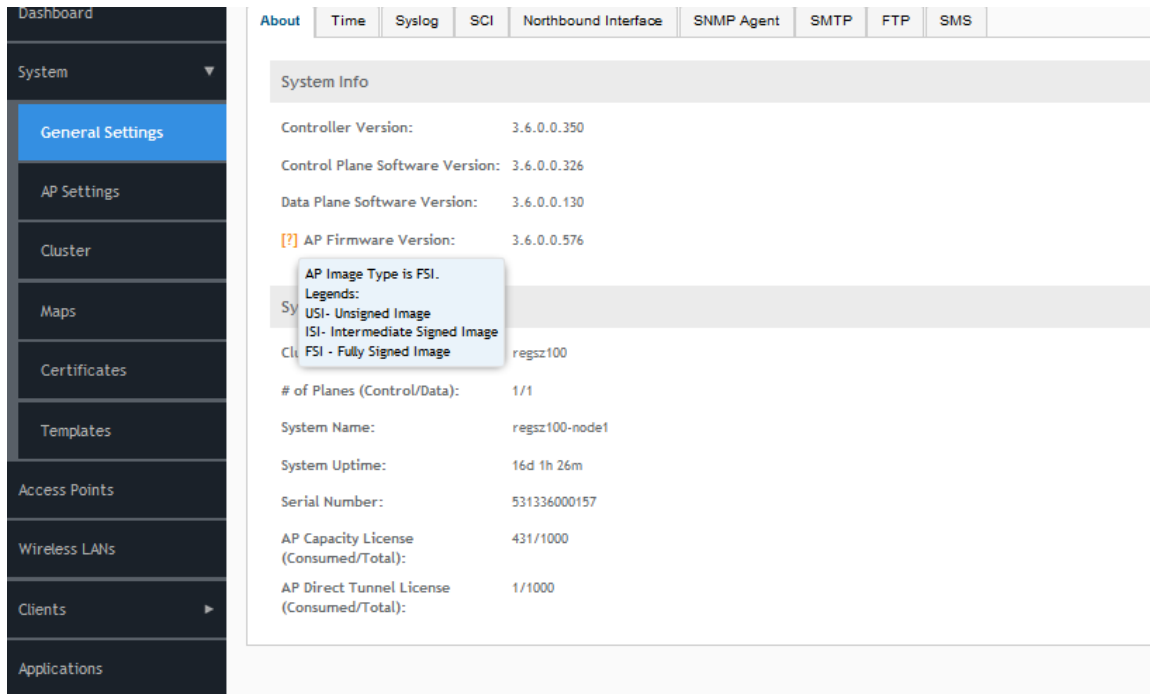 Dashboard
System
General Settings
AP Settings
Cluster
Maps
Certificates
Templates
Access Points
Wireless LANs
Clients
Applications
About Time Syslog SCI Northbound Interface SNMP Agent SMTP FTP SMS
System Info
Controller Version: 3.6.0.0.350
Control Plane Software Version: 3.6.0.0.326
Data Plane Software Version: 3.6.0.0.130
[?] AP Firmware Version: 3.6.0.0.576
AP Image Type is FSI.
Legends:
USI- Unsigned Image
ISI- Intermediate Signed Image
FSI - Fully Signed Image
regsz100
# of Planes (Control/Data): 1/1
System Name: regsz100-node1
System Uptime: 16d 1h 26m
Serial Number: 531336000157
AP Capacity License 431/1000
(Consumed/Total):
AP Direct Tunnel License 1/1000
(Consumed/Total):